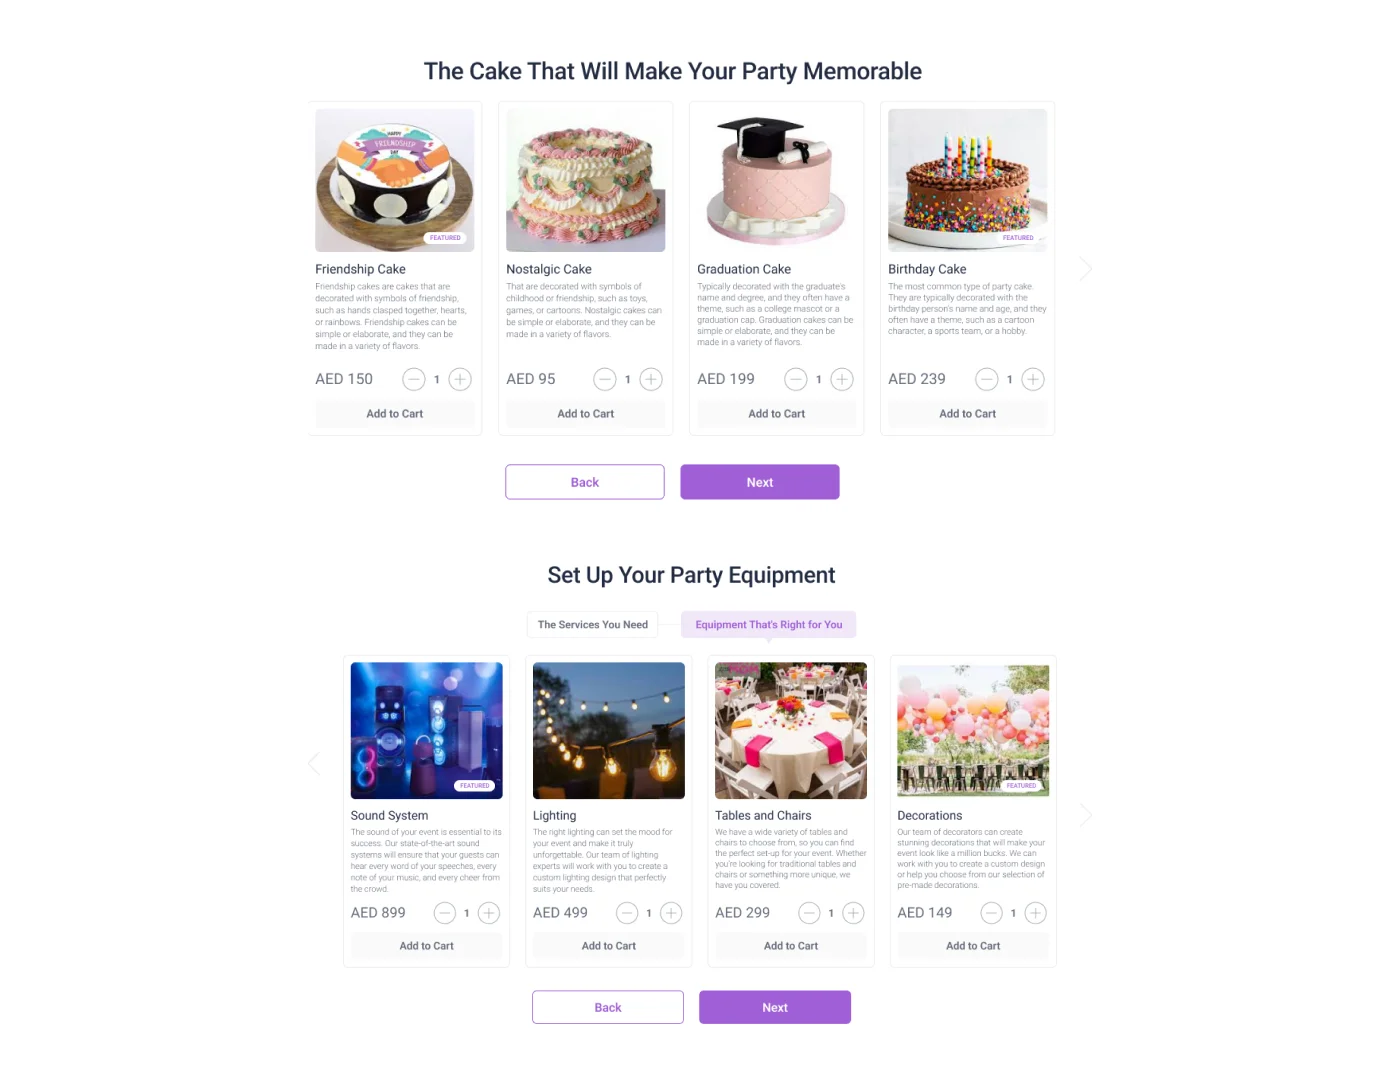 The Cake That Will Make Your Party Memorable
HAPPY
FRIENDSHIP
DAY
FEATURED
FEATURED
Friendship Cake
Friendship cakes are cakes that are
decorated with symbols of friendship,
such as hands clasped together, hearts,
or rainbows. Friendship cakes can be
simple or elaborate, and they can be
made in a variety of flavors.
AED 150
1
Add to Cart
Nostalgic Cake
That are decorated with symbols of
childhood or friendship, such as toys,
games, or cartoons. Nostalgic cakes can
be simple or elaborate, and they can be
made in a variety of flavors.
AED 95
1
Add to Cart
Graduation Cake
Typically decorated with the graduate's
name and degree, and they often have a
theme, such as a college mascot or a
graduation cap. Graduation cakes can be
simple or elaborate, and they can be
made in a variety of flavors.
AED 199
1
Add to Cart
Birthday Cake
The most common type of party cake.
They are typically decorated with the
birthday person's name and age, and they
often have a theme, such as a cartoon
character, a sports team, or a hobby.
AED 239
1
Add to Cart
Back
Next
Set Up Your Party Equipment
The Services You Need
Equipment That's Right for You
FEATURED
Sound System
The sound of your event is essential to its
success. Our state-of-the-art sound
systems will ensure that your guests can
hear every word of your speeches, every
note of your music, and every cheer from
the crowd.
AED 899
1
Add to Cart
Lighting
The right lighting can set the mood for
your event and make it truly
unforgettable. Our team of lighting
experts will work with you to create a
custom lighting design that perfectly
suits your needs.
AED 499
1
Add to Cart
Tables and Chairs
We have a wide variety of tables and
chairs to choose from, so you can find
the perfect set-up for your event. Whether
you're looking for traditional tables and
chairs or something more unique, we
have you covered.
AED 299
1
Add to Cart
FEATURED
Decorations
Our team of decorators can create
stunning decorations that will make your
event look like a million bucks. We can
work with you to create a custom design
or help you choose from our selection of
pre-made decorations.
AED 149
1
Add to Cart
Back
Next